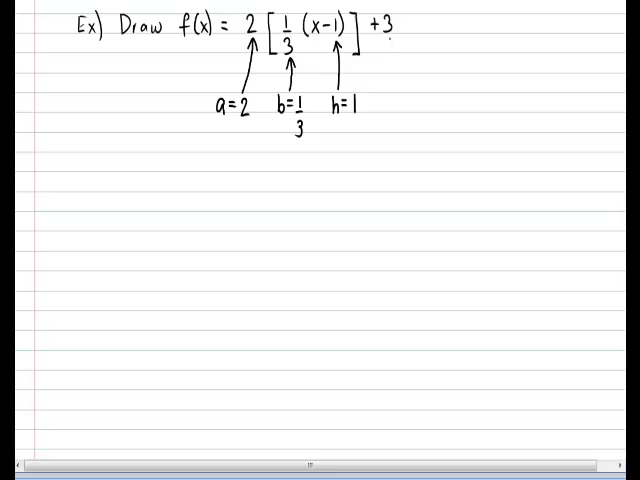 Ex) Draw f(x) = 2 [ 1/3 (x-1) ] + 3
a=2 b=1/3 h=1